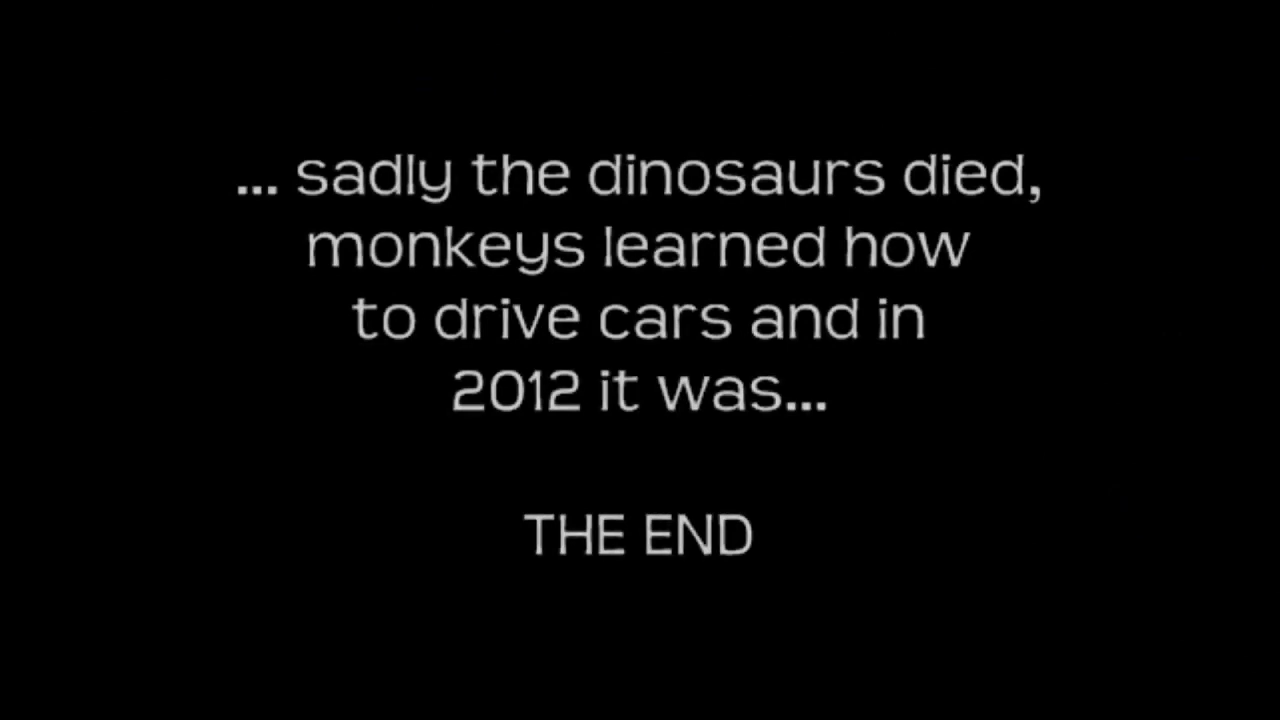 ... sadly the dinosaurs died,
monkeys learned how
to drive cars and in
2012 it was...
THE END